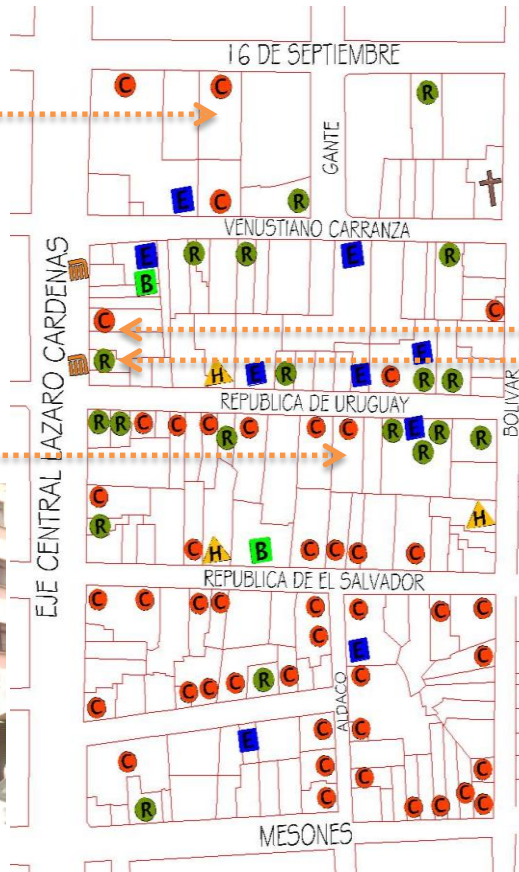 16 DE SEPTIEMBRE
C C R
GANTE
E C R
VENUSTIANO CARRANZA
E R R E R
B
C C
E
R H E R E C R R
REPUBLICA DE URUGUAY
BOLIVAR
EJE CENTRAL LAZARO CARDENAS
R R C C C R C C C R E R R R
C H
R
C H B C C C C
REPUBLICA DE EL SALVADOR
C C C C C C C C
C
E C
C C C R C C
C
ALDACO
E C C
C C C C
R C C C C C
MESONES